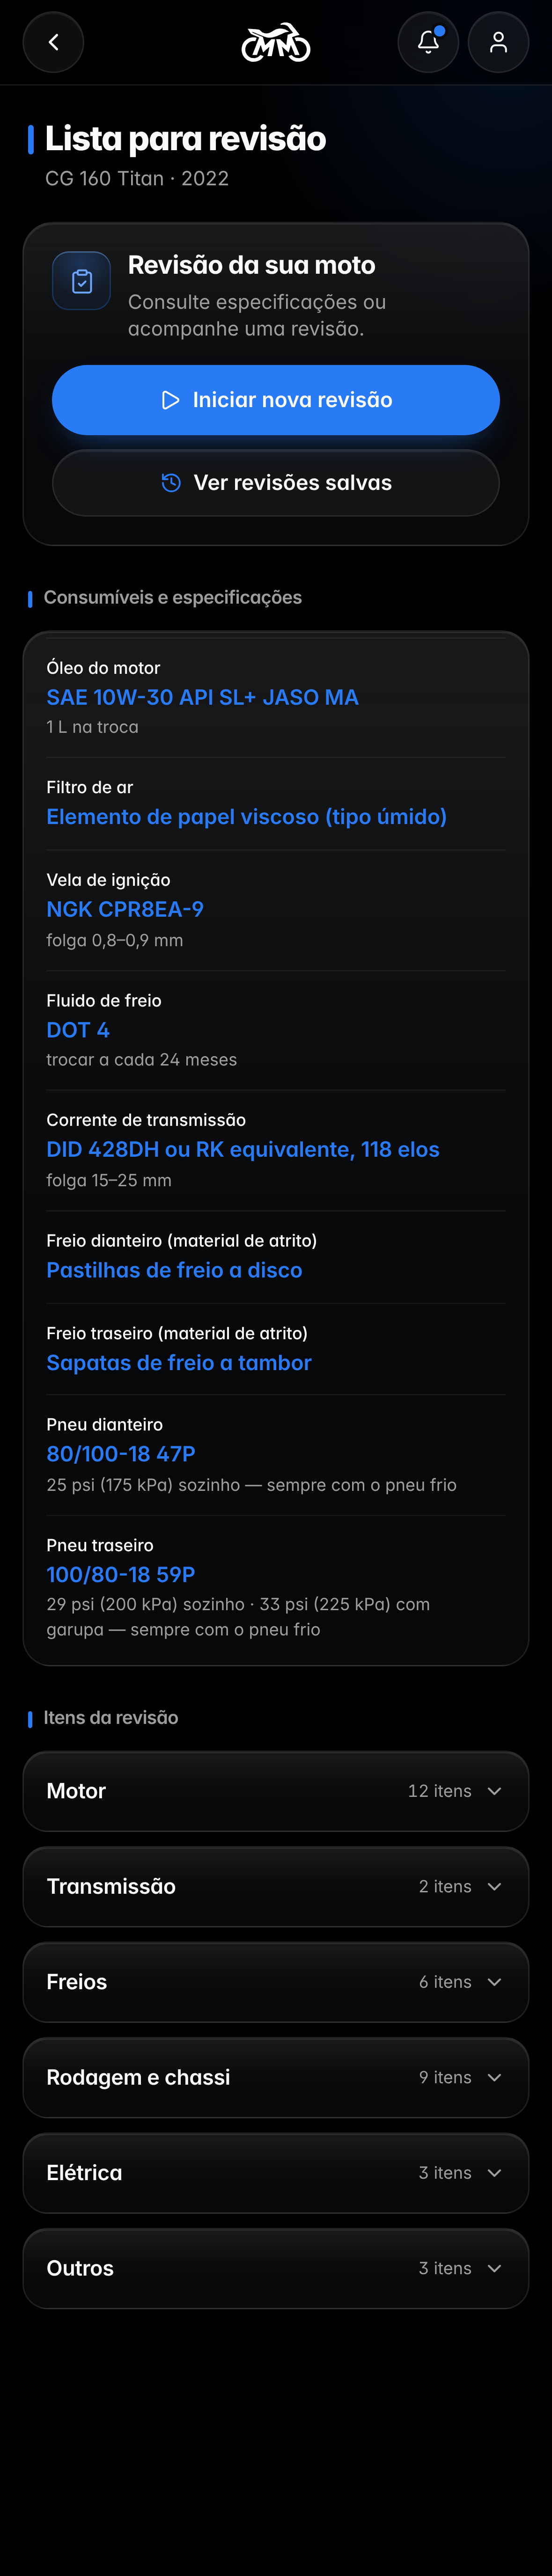 MM
Lista para revisão
CG 160 Titan · 2022
Revisão da sua moto
Consulte especificações ou
acompanhe uma revisão.
Iniciar nova revisão
Ver revisões salvas
Consumíveis e especificações
Óleo do motor
SAE 10W-30 API SL+ JASO MA
1 L na troca
Filtro de ar
Elemento de papel viscoso (tipo úmido)
Vela de ignição
NGK CPR8EA-9
folga 0,8–0,9 mm
Fluido de freio
DOT 4
trocar a cada 24 meses
Corrente de transmissão
DID 428DH ou RK equivalente, 118 elos
folga 15–25 mm
Freio dianteiro (material de atrito)
Pastilhas de freio a disco
Freio traseiro (material de atrito)
Sapatas de freio a tambor
Pneu dianteiro
80/100-18 47P
25 psi (175 kPa) sozinho — sempre com o pneu frio
Pneu traseiro
100/80-18 59P
29 psi (200 kPa) sozinho · 33 psi (225 kPa) com
garupa — sempre com o pneu frio
Itens da revisão
Motor 12 itens
Transmissão 2 itens
Freios 6 itens
Rodagem e chassi 9 itens
Elétrica 3 itens
Outros 3 itens